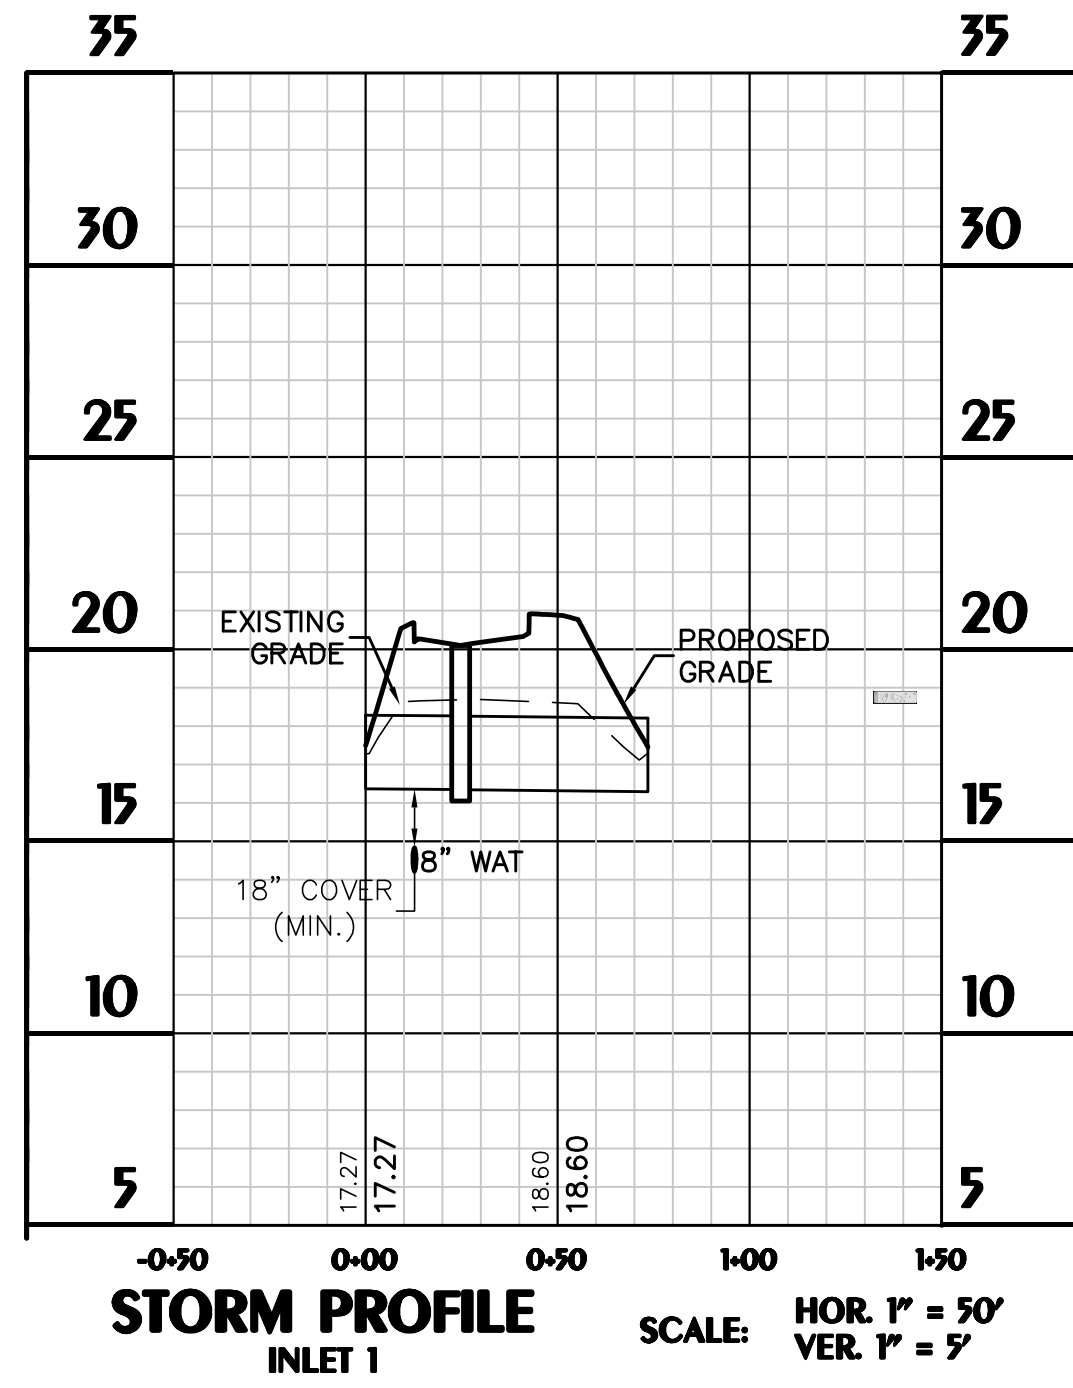 35 35
30 30
25 25
20 20
EXISTING
GRADE
PROPOSED
GRADE
15 15
8" WAT
18" COVER
(MIN.)
10 10
17.27
17.27
18.60
18.60
5 5
-0+50 0+00 0+50 1+00 1+50
STORM PROFILE
INLET 1
SCALE:
HOR. 1" = 50'
VER. 1" = 5'